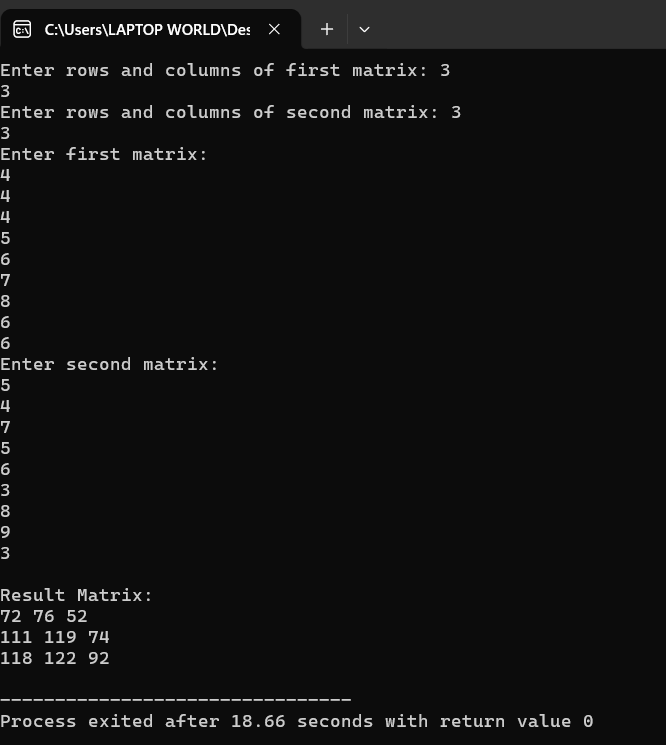 C:\Users\LAPTOP WORLD\Des
Enter rows and columns of first matrix: 3
3
Enter rows and columns of second matrix: 3
3
Enter first matrix:
4
4
4
5
6
7
8
6
6
Enter second matrix:
5
4
7
5
6
3
8
9
3
Result Matrix:
72 76 52
111 119 74
118 122 92
--------------------------------
Process exited after 18.66 seconds with return value 0